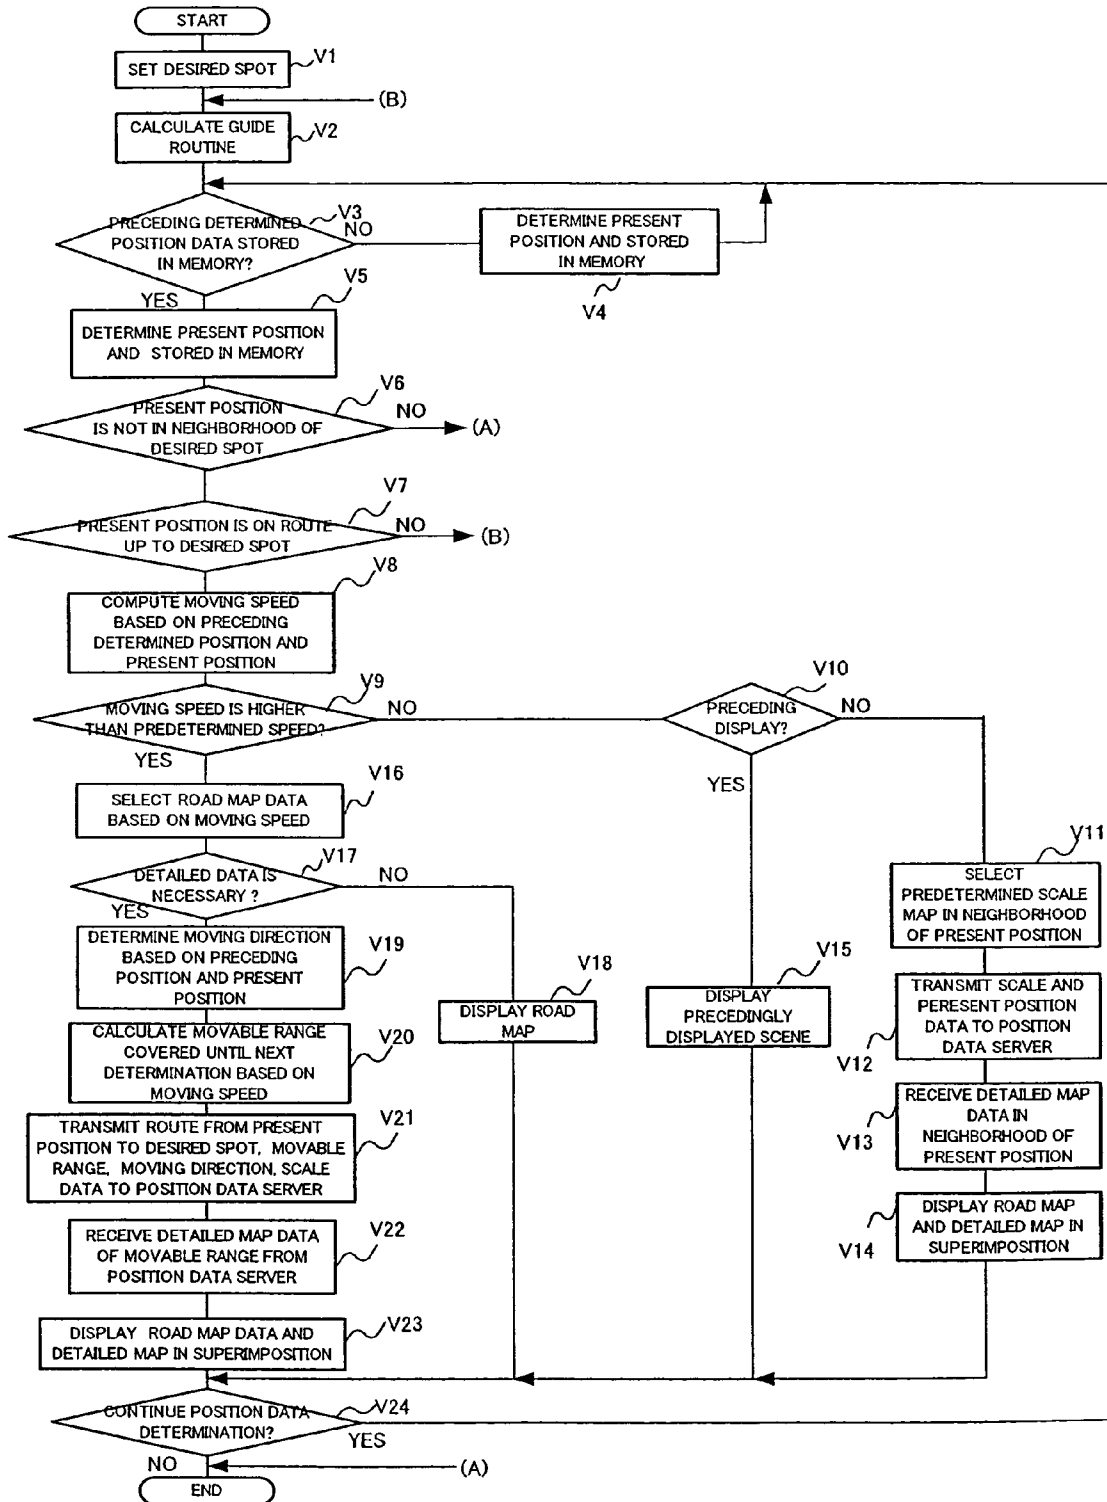 START
SET DESIRED SPOT
V1
(B)
CALCULATE GUIDE
ROUTINE
V2
PRECEDING DETERMINED
POSITION DATA STORED
IN MEMORY?
V3
NO
DETERMINE PRESENT
POSITION AND STORED
IN MEMORY
V4
YES
V5
DETERMINE PRESENT POSITION
AND STORED IN MEMORY
V6
PRESENT POSITION
IS NOT IN NEIGHBORHOOD OF
DESIRED SPOT
NO
(A)
V7
PRESENT POSITION IS ON ROUTE
UP TO DESIRED SPOT
NO
(B)
V8
COMPUTE MOVING SPEED
BASED ON PRECEDING
DETERMINED POSITION AND
PRESENT POSITION
V9
MOVING SPEED IS HIGHER
THAN PREDETERMINED SPEED?
NO
YES
V10
PRECEDING
DISPLAY?
NO
YES
V16
SELECT ROAD MAP DATA
BASED ON MOVING SPEED
V17
DETAILED DATA IS
NECESSARY ?
NO
YES
V11
SELECT
PREDETERMINED SCALE
MAP IN NEIGHBORHOOD
OF PRESENT POSITION
DETERMINE MOVING DIRECTION
BASED ON PRECEDING
POSITION AND PRESENT
POSITION
V19
V18
DISPLAY ROAD
MAP
V15
DISPLAY
PRECEDINGLY
DISPLAYED SCENE
TRANSMIT SCALE AND
PERESENT POSITION
DATA TO POSITION
DATA SERVER
V12
CALCULATE MOVABLE RANGE
COVERED UNTIL NEXT
DETERMINATION BASED ON
MOVING SPEED
V20
RECEIVE DETAILED MAP
DATA IN
NEIGHBORHOOD OF
PRESENT POSITION
V13
TRANSMIT ROUTE FROM PRESENT
POSITION TO DESIRED SPOT, MOVABLE
RANGE, MOVING DIRECTION, SCALE
DATA TO POSITION DATA SERVER
V21
DISPLAY ROAD MAP
AND DETAILED MAP IN
SUPERIMPOSITION
V14
RECEIVE DETAILED MAP DATA
OF MOVABLE RANGE FROM
POSITION DATA SERVER
V22
DISPLAY ROAD MAP DATA AND
DETAILED MAP IN SUPERIMPOSITION
V23
CONTINUE POSITION DATA
DETERMINATION?
V24
YES
NO
(A)
END